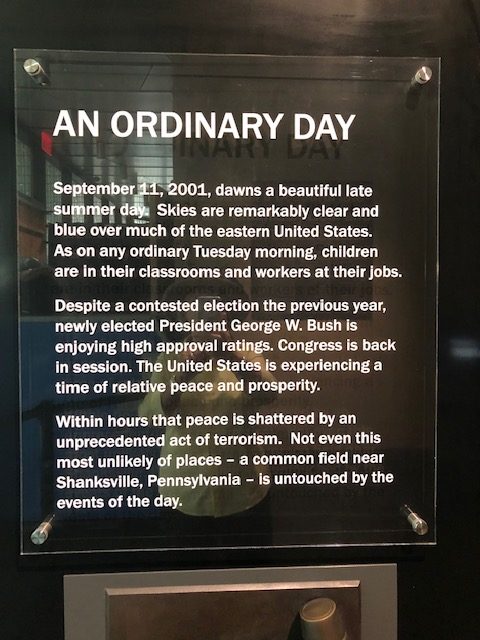 AN ORDINARY DAY
September 11, 2001, dawns a beautiful late
summer day. Skies are remarkably clear and
blue over much of the eastern United States.
As on any ordinary Tuesday morning, children
are in their classrooms and workers at their jobs.
Despite a contested election the previous year,
newly elected President George W. Bush is
enjoying high approval ratings. Congress is back
in session. The United States is experiencing a
time of relative peace and prosperity.
Within hours that peace is shattered by an
unprecedented act of terrorism. Not even this
most unlikely of places – a common field near
Shanksville, Pennsylvania – is untouched by the
events of the day.